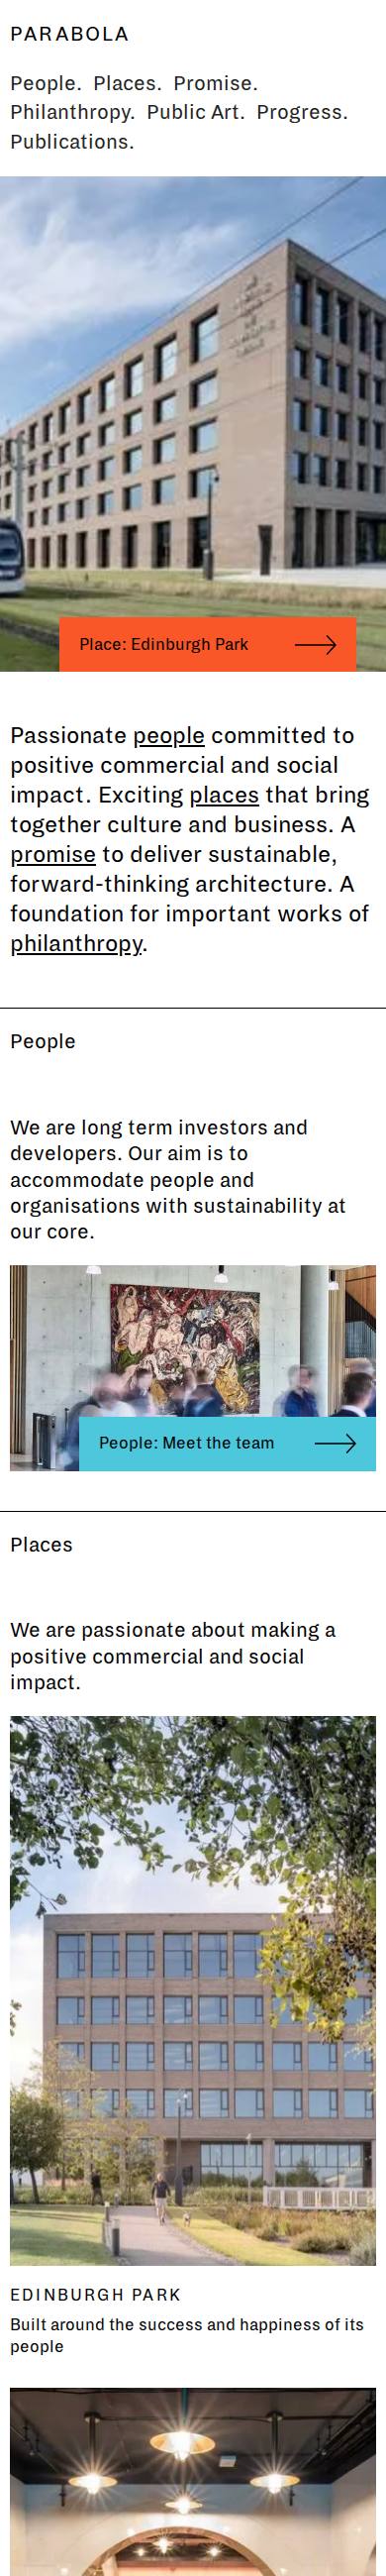 PARABOLA
People. Places. Promise.
Philanthropy. Public Art. Progress.
Publications.
Place: Edinburgh Park
Passionate people committed to
positive commercial and social
impact. Exciting places that bring
together culture and business. A
promise to deliver sustainable,
forward-thinking architecture. A
foundation for important works of
philanthropy.
People
We are long term investors and
developers. Our aim is to
accommodate people and
organisations with sustainability at
our core.
People: Meet the team
Places
We are passionate about making a
positive commercial and social
impact.
EDINBURGH PARK
Built around the success and happiness of its
people